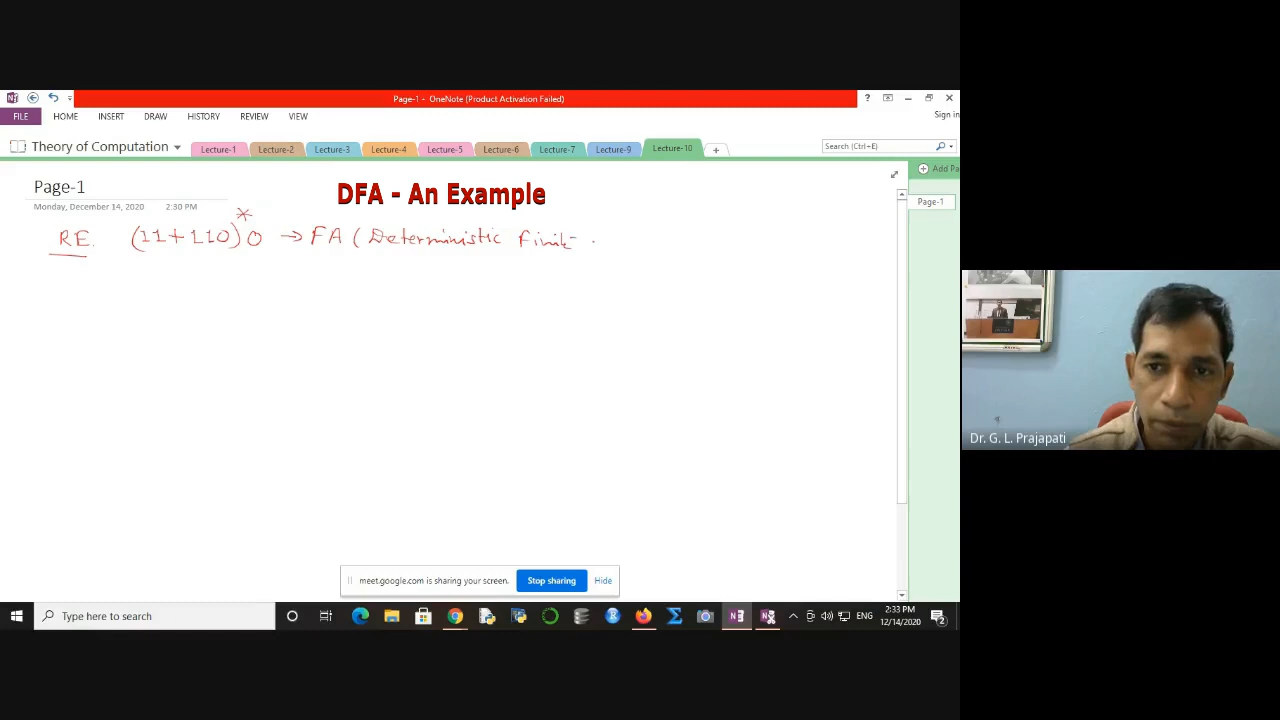 Page-1 - OneNote (Product Activation Failed)
FILE HOME INSERT DRAW HISTORY REVIEW VIEW
Sign in
Theory of Computation Lecture-1 Lecture-2 Lecture-3 Lecture-4 Lecture-5 Lecture-6 Lecture-7 Lecture-9 Lecture-10
Search (Ctrl+E)
Add Pa
Page-1
Page-1
DFA - An Example
Monday, December 14, 2020 2:30 PM
RE. (11+110)*0 → FA (Deterministic Finite
Dr. G. L. Prajapati
meet.google.com is sharing your screen. Stop sharing Hide
Type here to search
ENG
2:33 PM
12/14/2020
2